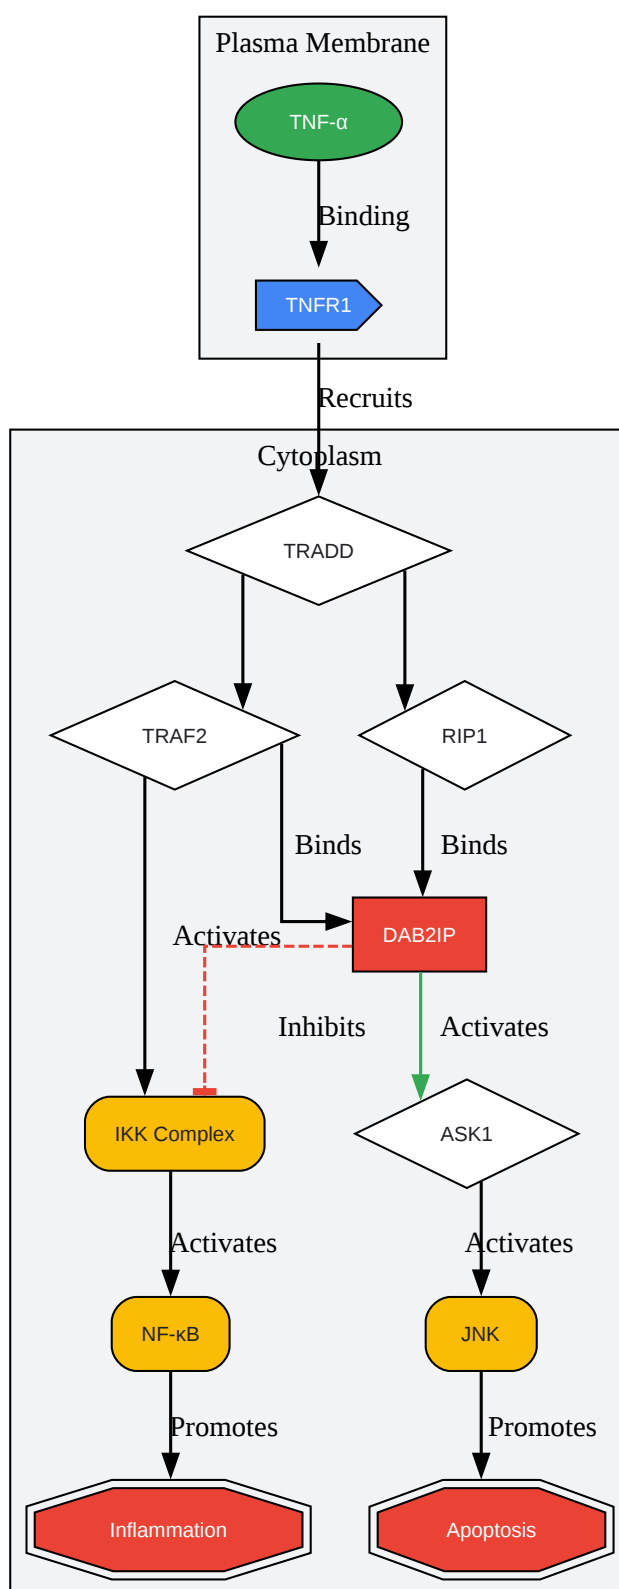 Plasma Membrane
TNF-α
Binding
TNFR1
Recruits
Cytoplasm
TRADD
TRAF2
RIP1
Binds
Binds
Activates
DAB2IP
Inhibits
Activates
IKK Complex
ASK1
Activates
Activates
NF-κB
JNK
Promotes
Promotes
Inflammation
Apoptosis